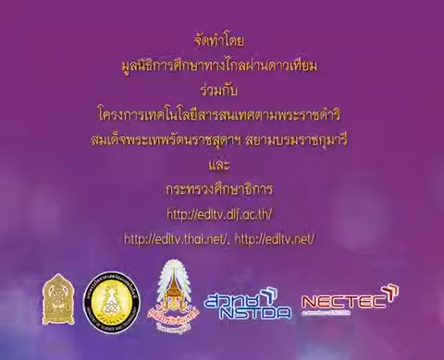 จัดทำโดย
มูลนิธิการศึกษาทางไกลผ่านดาวเทียม
ร่วมกับ
โครงการเทคโนโลยีสารสนเทศตามพระราชดำริ
สมเด็จพระเทพรัตนราชสุดาฯ สยามบรมราชกุมารี
และ
กระทรวงศึกษาธิการ
http://edltv.dlf.ac.th/
http://edltv.thai.net/, http://edltv.net/
สวทช NECTEC
NSTDA